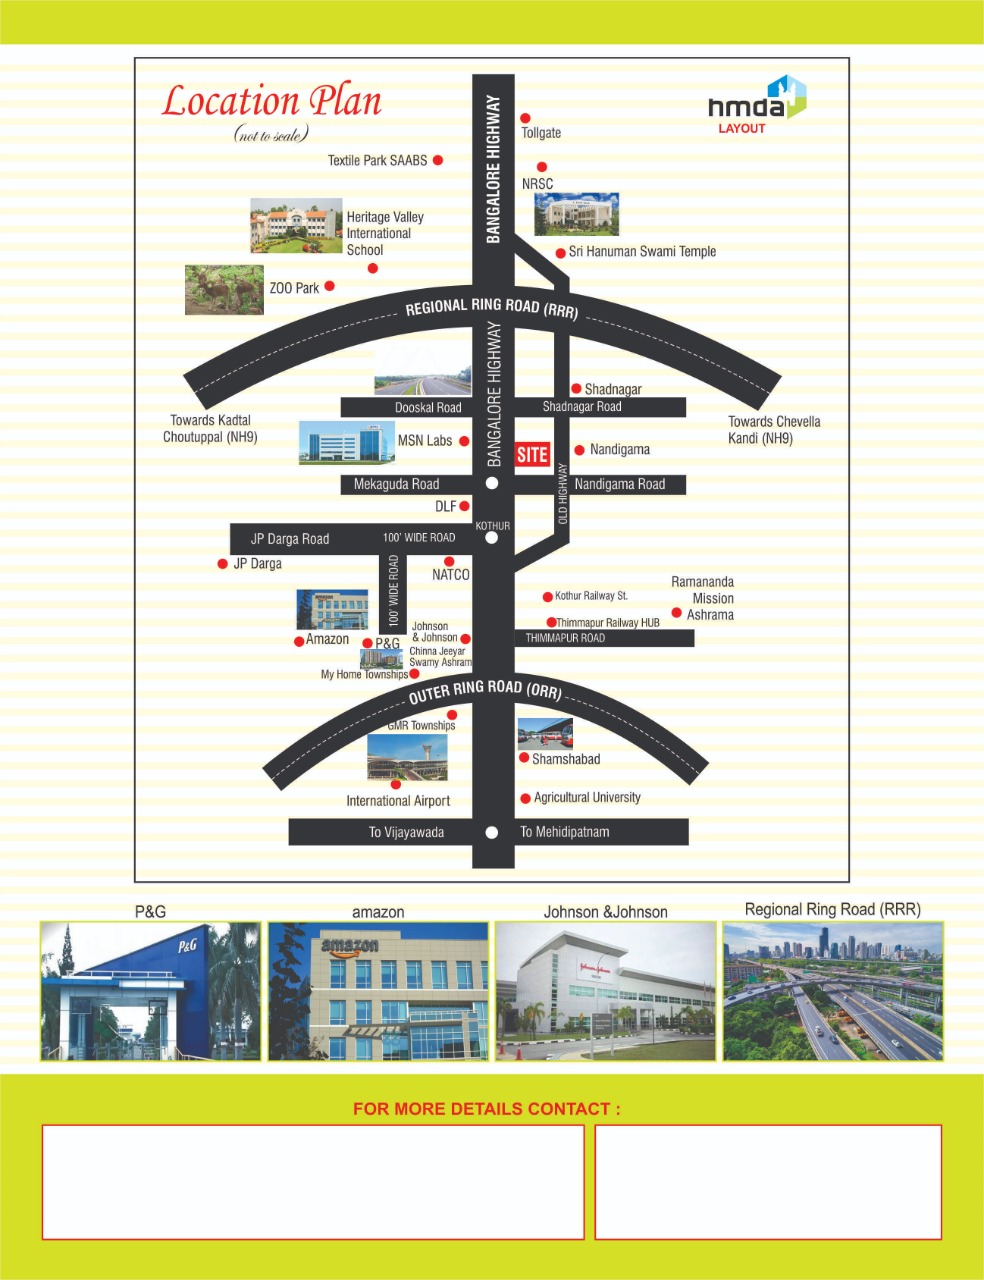 Location Plan
(not to scale)
hmda
LAYOUT
BANGALORE HIGHWAY
Tollgate
Textile Park SAABS
NRSC
Heritage Valley
International
School
Sri Hanuman Swami Temple
ZOO Park
REGIONAL RING ROAD (RRR)
BANGALORE HIGHWAY
Towards Kadtal
Choutuppal (NH9)
Towards Chevella
Kandi (NH9)
Shadnagar
Dooskal Road
Shadnagar Road
MSN Labs
SITE
Nandigama
Mekaguda Road
Nandigama Road
OLD HIGHWAY
DLF
KOTHUR
JP Darga Road
100' WIDE ROAD
JP Darga
100' WIDE ROAD
NATCO
Kothur Railway St.
Ramananda
Mission
Ashrama
Thimmapur Railway HUB
THIMMAPUR ROAD
amazon
Amazon
P&G
Johnson
& Johnson
Chinna Jeeyar
Swamy Ashram
My Home Townships
OUTER RING ROAD (ORR)
GMR Townships
Shamshabad
International Airport
Agricultural University
To Vijayawada
To Mehidipatnam
P&G
amazon
Johnson &Johnson
Regional Ring Road (RRR)
P&G
amazon
Johnson & Johnson
FOR MORE DETAILS CONTACT :